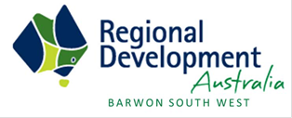 Regional
Development
Australia
BARWON SOUTH WEST